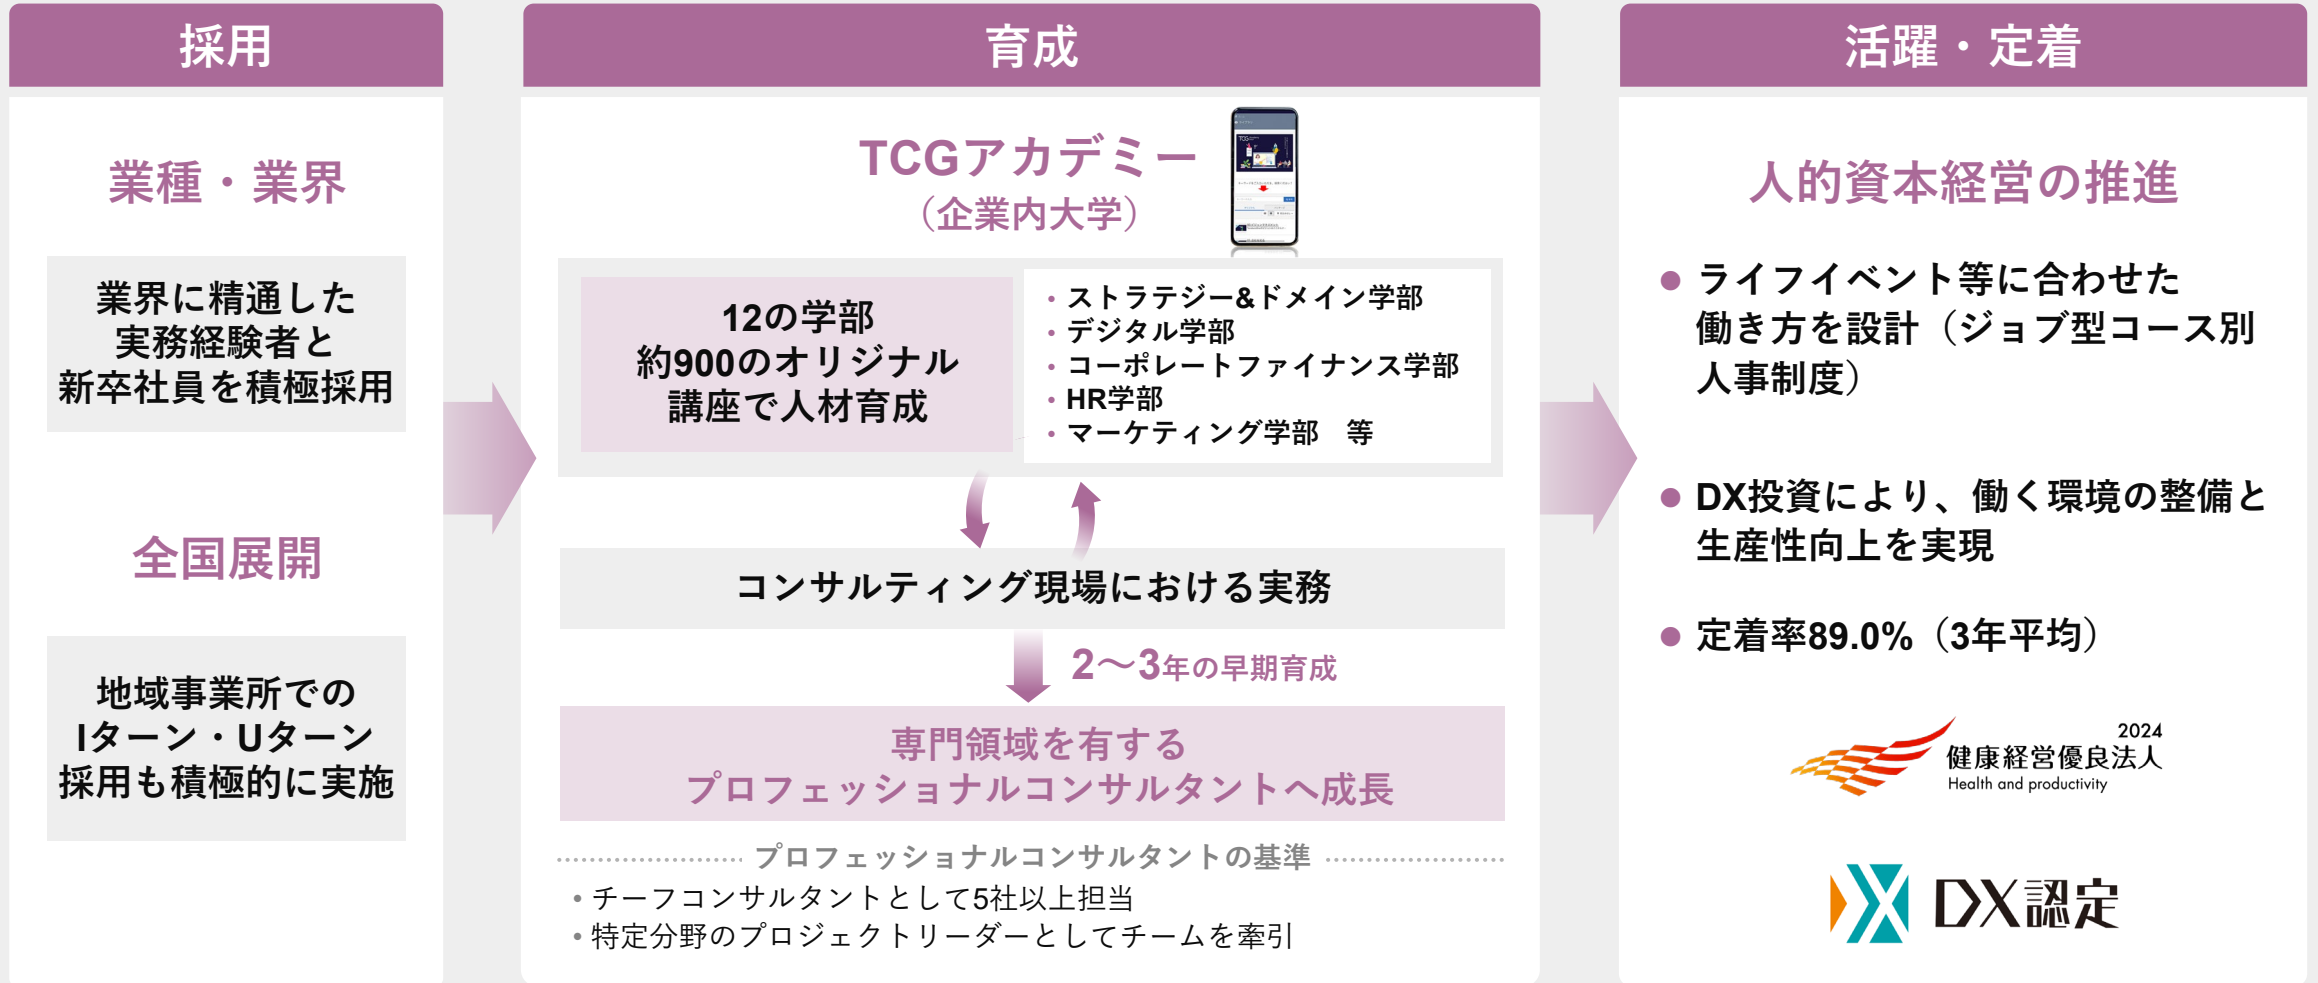 採用
業種・業界
業界に精通した
実務経験者と
新卒社員を積極採用
全国展開
地域事業所での
Iターン・Uターン
採用も積極的に実施
育成
TCGアカデミー
（企業内大学）
12の学部
約900のオリジナル
講座で人材育成
・ストラテジー&ドメイン学部
・デジタル学部
・コーポレートファイナンス学部
・HR学部
・マーケティング学部　等
コンサルティング現場における実務
2〜3年の早期育成
専門領域を有する
プロフェッショナルコンサルタントへ成長
プロフェッショナルコンサルタントの基準
・チーフコンサルタントとして5社以上担当
・特定分野のプロジェクトリーダーとしてチームを牽引
活躍・定着
人的資本経営の推進
● ライフイベント等に合わせた
働き方を設計（ジョブ型コース別
人事制度）
● DX投資により、働く環境の整備と
生産性向上を実現
● 定着率89.0%（3年平均）
2024
健康経営優良法人
Health and productivity
DX認定